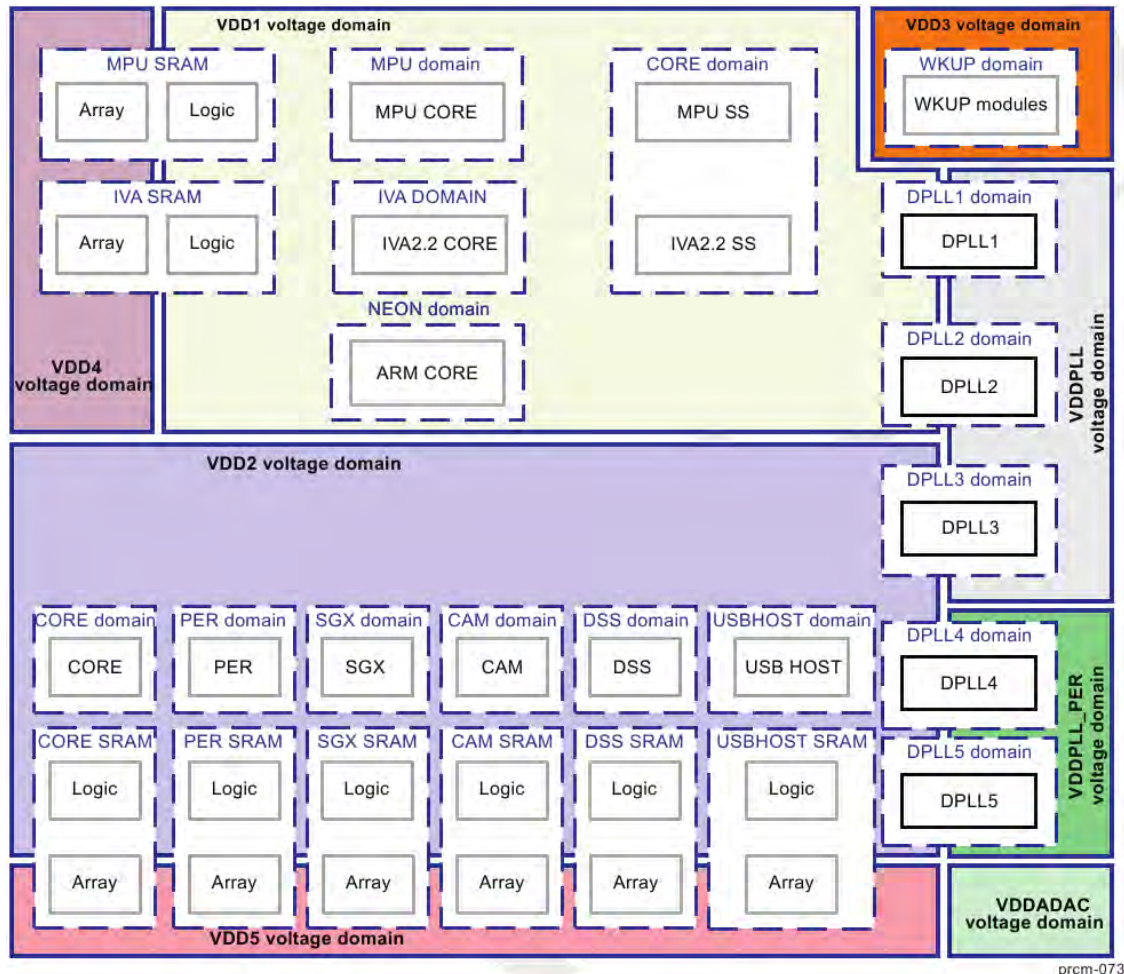 VDD1 voltage domain
VDD3 voltage domain
MPU SRAM
MPU domain
CORE domain
WKUP domain
Array
Logic
MPU CORE
MPU SS
WKUP modules
IVA SRAM
IVA DOMAIN
DPLL1 domain
Array
Logic
IVA2.2 CORE
IVA2.2 SS
DPLL1
NEON domain
ARM CORE
VDD4
voltage domain
DPLL2 domain
DPLL2
VDDPLL
voltage domain
VDD2 voltage domain
DPLL3 domain
DPLL3
CORE domain
PER domain
SGX domain
CAM domain
DSS domain
USBHOST domain
DPLL4 domain
CORE
PER
SGX
CAM
DSS
USB HOST
DPLL4
VDDPLL_PER
voltage domain
CORE SRAM
PER SRAM
SGX SRAM
CAM SRAM
DSS SRAM
USBHOST SRAM
DPLL5 domain
Logic
Logic
Logic
Logic
Logic
Logic
DPLL5
Array
Array
Array
Array
Array
Array
VDD5 voltage domain
VDDADAC
voltage domain
prcm-073